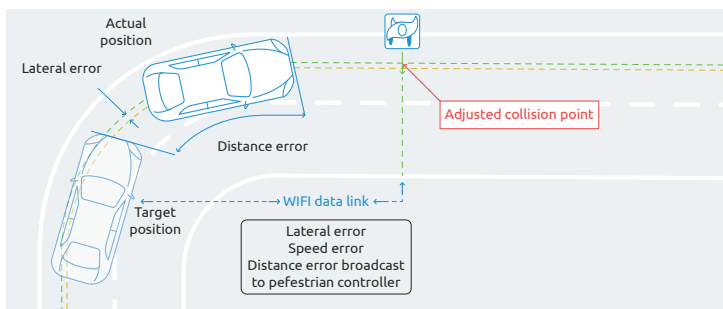 Actual
position
Lateral error
Adjusted collision point
Distance error
Target
position
WIFI data link
Lateral error
Speed error
Distance error broadcast
to pefestrian controller